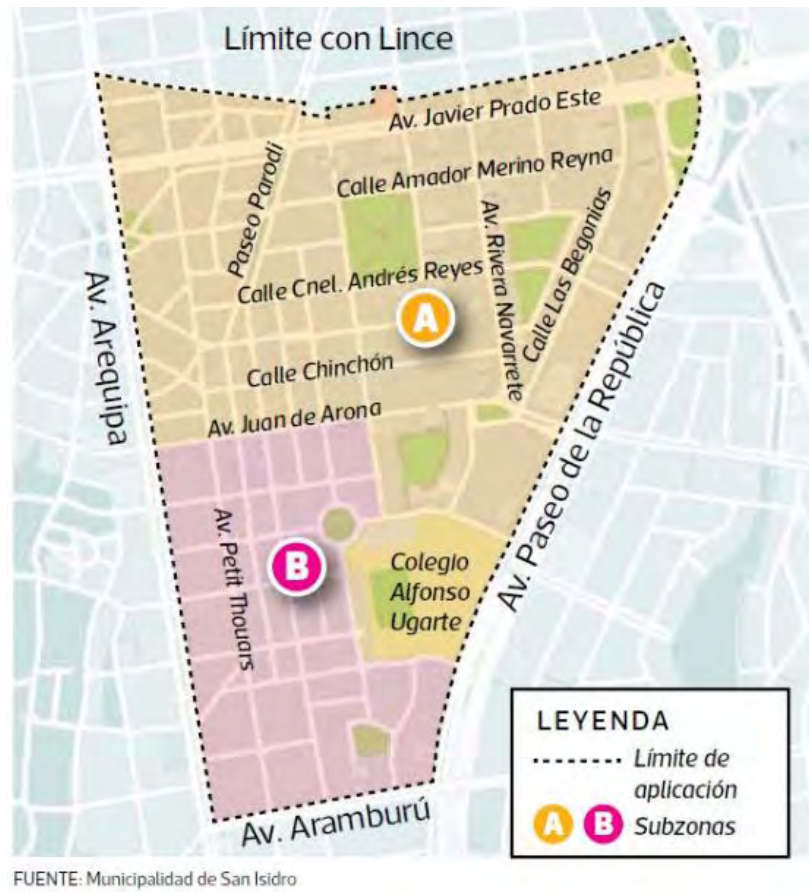 Límite con Lince
Av. Javier Prado Este
Calle Amador Merino Reyna
Paseo Parodi
Av. Rivera Navarrete
Calle Las Begonias
Calle Cnel. Andrés Reyes
A
Av. Arequipa
Calle Chinchón
Av. Juan de Arona
Av. Paseo de la República
Av. Petit Thouars
B
Colegio
Alfonso
Ugarte
Av. Aramburú
LEYENDA
Límite de
aplicación
A B Subzonas
FUENTE: Municipalidad de San Isidro